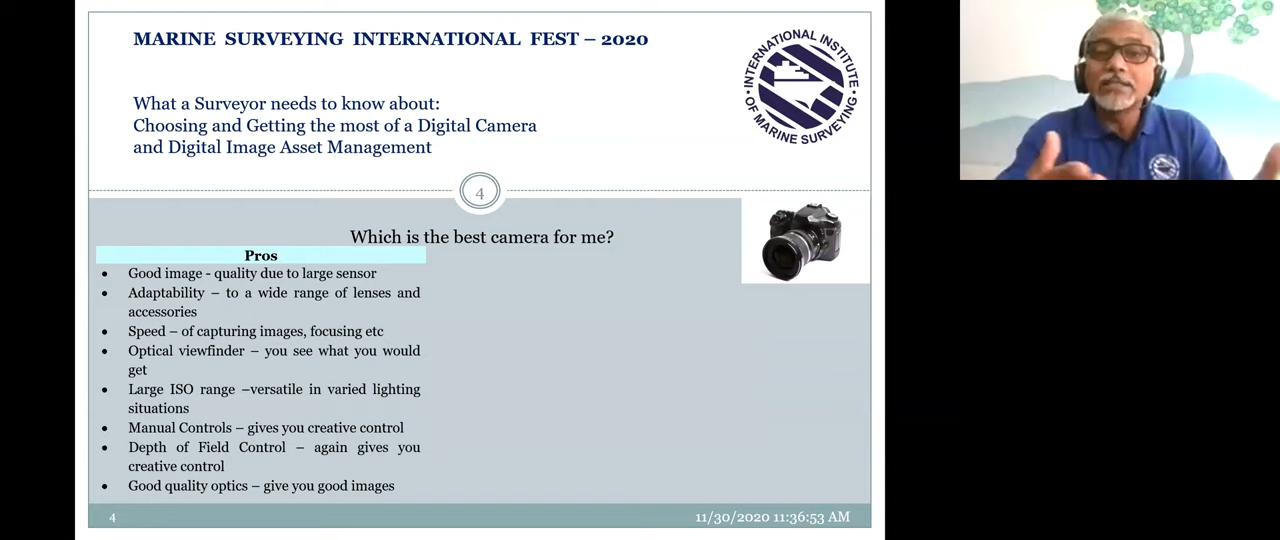 MARINE SURVEYING INTERNATIONAL FEST – 2020
INTERNATIONAL INSTITUTE
• OF MARINE SURVEYING •
What a Surveyor needs to know about:
Choosing and Getting the most of a Digital Camera
and Digital Image Asset Management
4
Which is the best camera for me?
Pros
• Good image - quality due to large sensor
• Adaptability – to a wide range of lenses and
accessories
• Speed – of capturing images, focusing etc
• Optical viewfinder – you see what you would
get
• Large ISO range –versatile in varied lighting
situations
• Manual Controls – gives you creative control
• Depth of Field Control – again gives you
creative control
• Good quality optics – give you good images
4
11/30/2020 11:36:53 AM